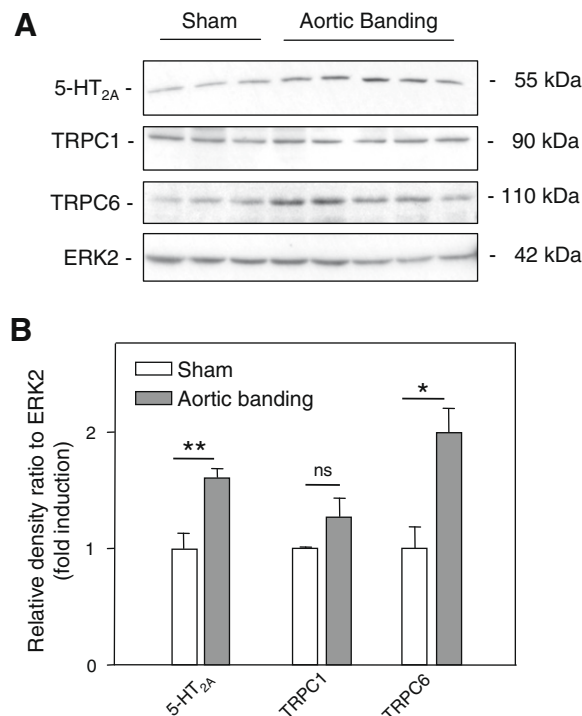 A
Sham Aortic Banding
5-HT2A - - 55 kDa
TRPC1 - - 90 kDa
TRPC6 - - 110 kDa
ERK2 - - 42 kDa
B
Relative density ratio to ERK2
(fold induction)
Sham
Aortic banding
2
1
0
**
ns
*
5-HT2A
TRPC1
TRPC6